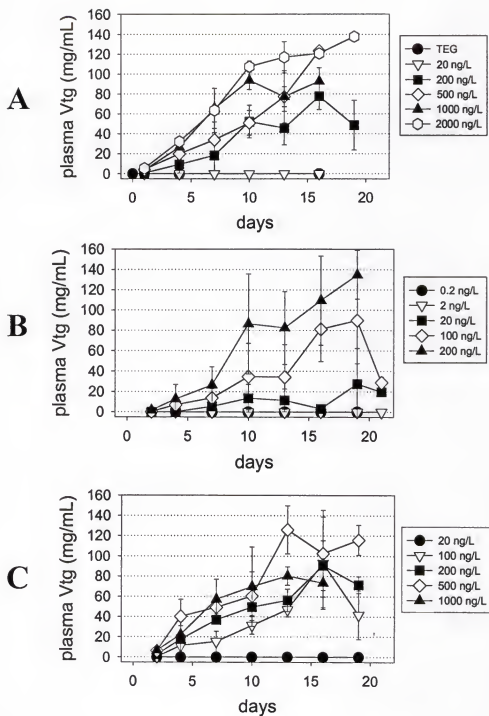 A
plasma Vtg (mg/mL)
160
140
120
100
80
60
40
20
0
0 5 10 15 20
days
TEG
20 ng/L
200 ng/L
500 ng/L
1000 ng/L
2000 ng/L
B
plasma Vtg (mg/mL)
160
140
120
100
80
60
40
20
0
0 5 10 15 20
days
0.2 ng/L
2 ng/L
20 ng/L
100 ng/L
200 ng/L
C
plasma Vtg (mg/mL)
160
140
120
100
80
60
40
20
0
0 5 10 15 20
days
20 ng/L
100 ng/L
200 ng/L
500 ng/L
1000 ng/L